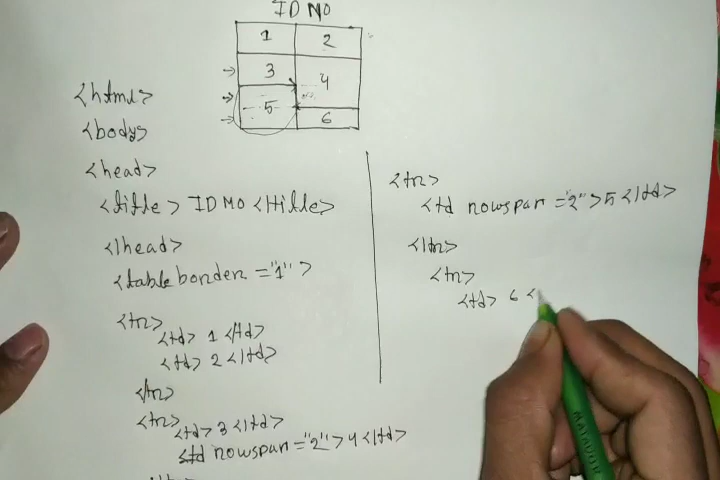 ID NO
1 2
3 4
5
6
<html>
<body>
<head>
<title> ID NO </title>
</head>
<table border="1">
<tr>
<td> 1 </td>
<td> 2 </td>
</tr>
<tr>
<td> 3 </td>
<td rowspan="2"> 4 </td>
<tr>
<td rowspan="2"> 5 </td>
</tr>
<tr>
<td> 6 <
MATADOR